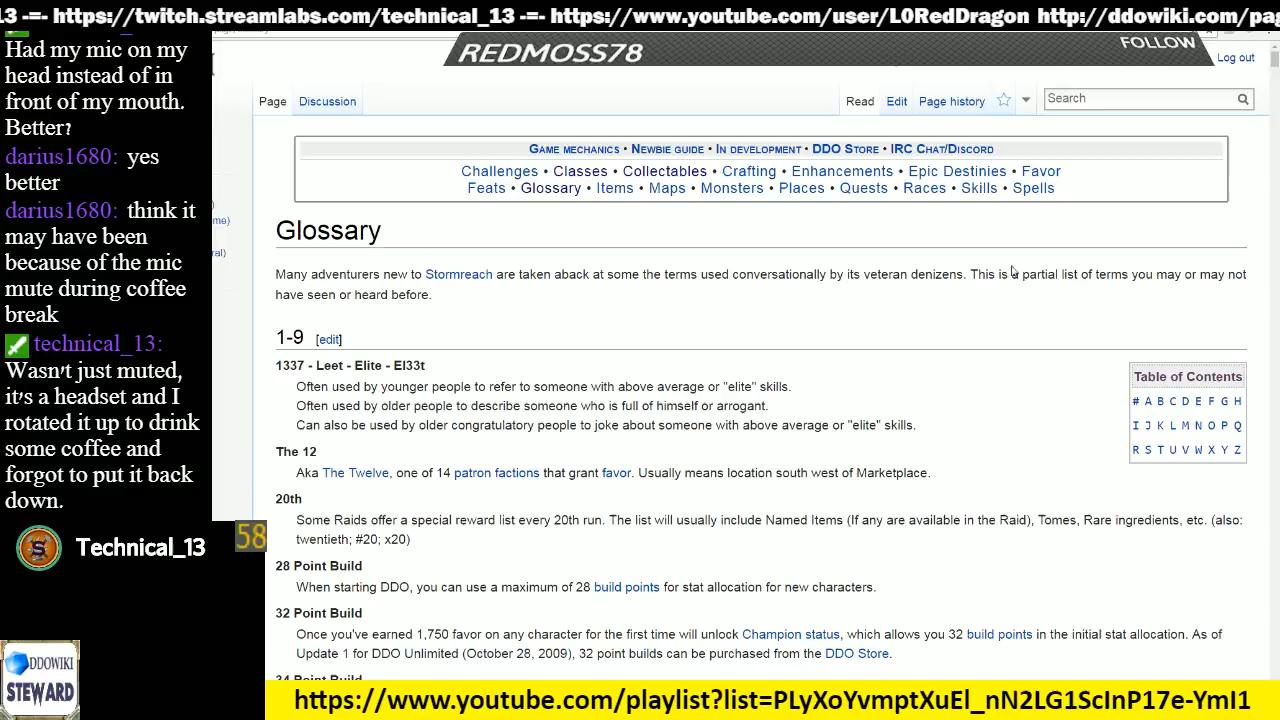 13 -=- https://twitch.streamlabs.com/technical_13 -=- https://www.youtube.com/user/L0RedDragon http://ddowiki.com/pag
Had my mic on my
head instead of in
front of my mouth.
Better?
darius1680: yes
better
darius1680: think it
may have been
because of the mic
mute during coffee
break
technical_13:
Wasn't just muted,
it's a headset and I
rotated it up to drink
some coffee and
forgot to put it back
down.
Technical_13
58
DDOWIKI
STEWARD
REDMOSS78
FOLLOW
Log out
Page Discussion
Read Edit Page history
Search
Game mechanics • Newbie guide • In development • DDO Store • IRC Chat/Discord
Challenges • Classes • Collectables • Crafting • Enhancements • Epic Destinies • Favor
Feats • Glossary • Items • Maps • Monsters • Places • Quests • Races • Skills • Spells
me)
ral)
Glossary
Many adventurers new to Stormreach are taken aback at some the terms used conversationally by its veteran denizens. This is a partial list of terms you may or may not
have seen or heard before.
1-9 [edit]
1337 - Leet - Elite - El33t
Often used by younger people to refer to someone with above average or "elite" skills.
Often used by older people to describe someone who is full of himself or arrogant.
Can also be used by older congratulatory people to joke about someone with above average or "elite" skills.
Table of Contents
# A B C D E F G H
I J K L M N O P Q
R S T U V W X Y Z
The 12
Aka The Twelve, one of 14 patron factions that grant favor. Usually means location south west of Marketplace.
20th
Some Raids offer a special reward list every 20th run. The list will usually include Named Items (If any are available in the Raid), Tomes, Rare ingredients, etc. (also:
twentieth; #20; x20)
28 Point Build
When starting DDO, you can use a maximum of 28 build points for stat allocation for new characters.
32 Point Build
Once you've earned 1,750 favor on any character for the first time will unlock Champion status, which allows you 32 build points in the initial stat allocation. As of
Update 1 for DDO Unlimited (October 28, 2009), 32 point builds can be purchased from the DDO Store.
34 Point Build
https://www.youtube.com/playlist?list=PLyXoYvmptXuEl_nN2LG1ScInP17e-YmI1